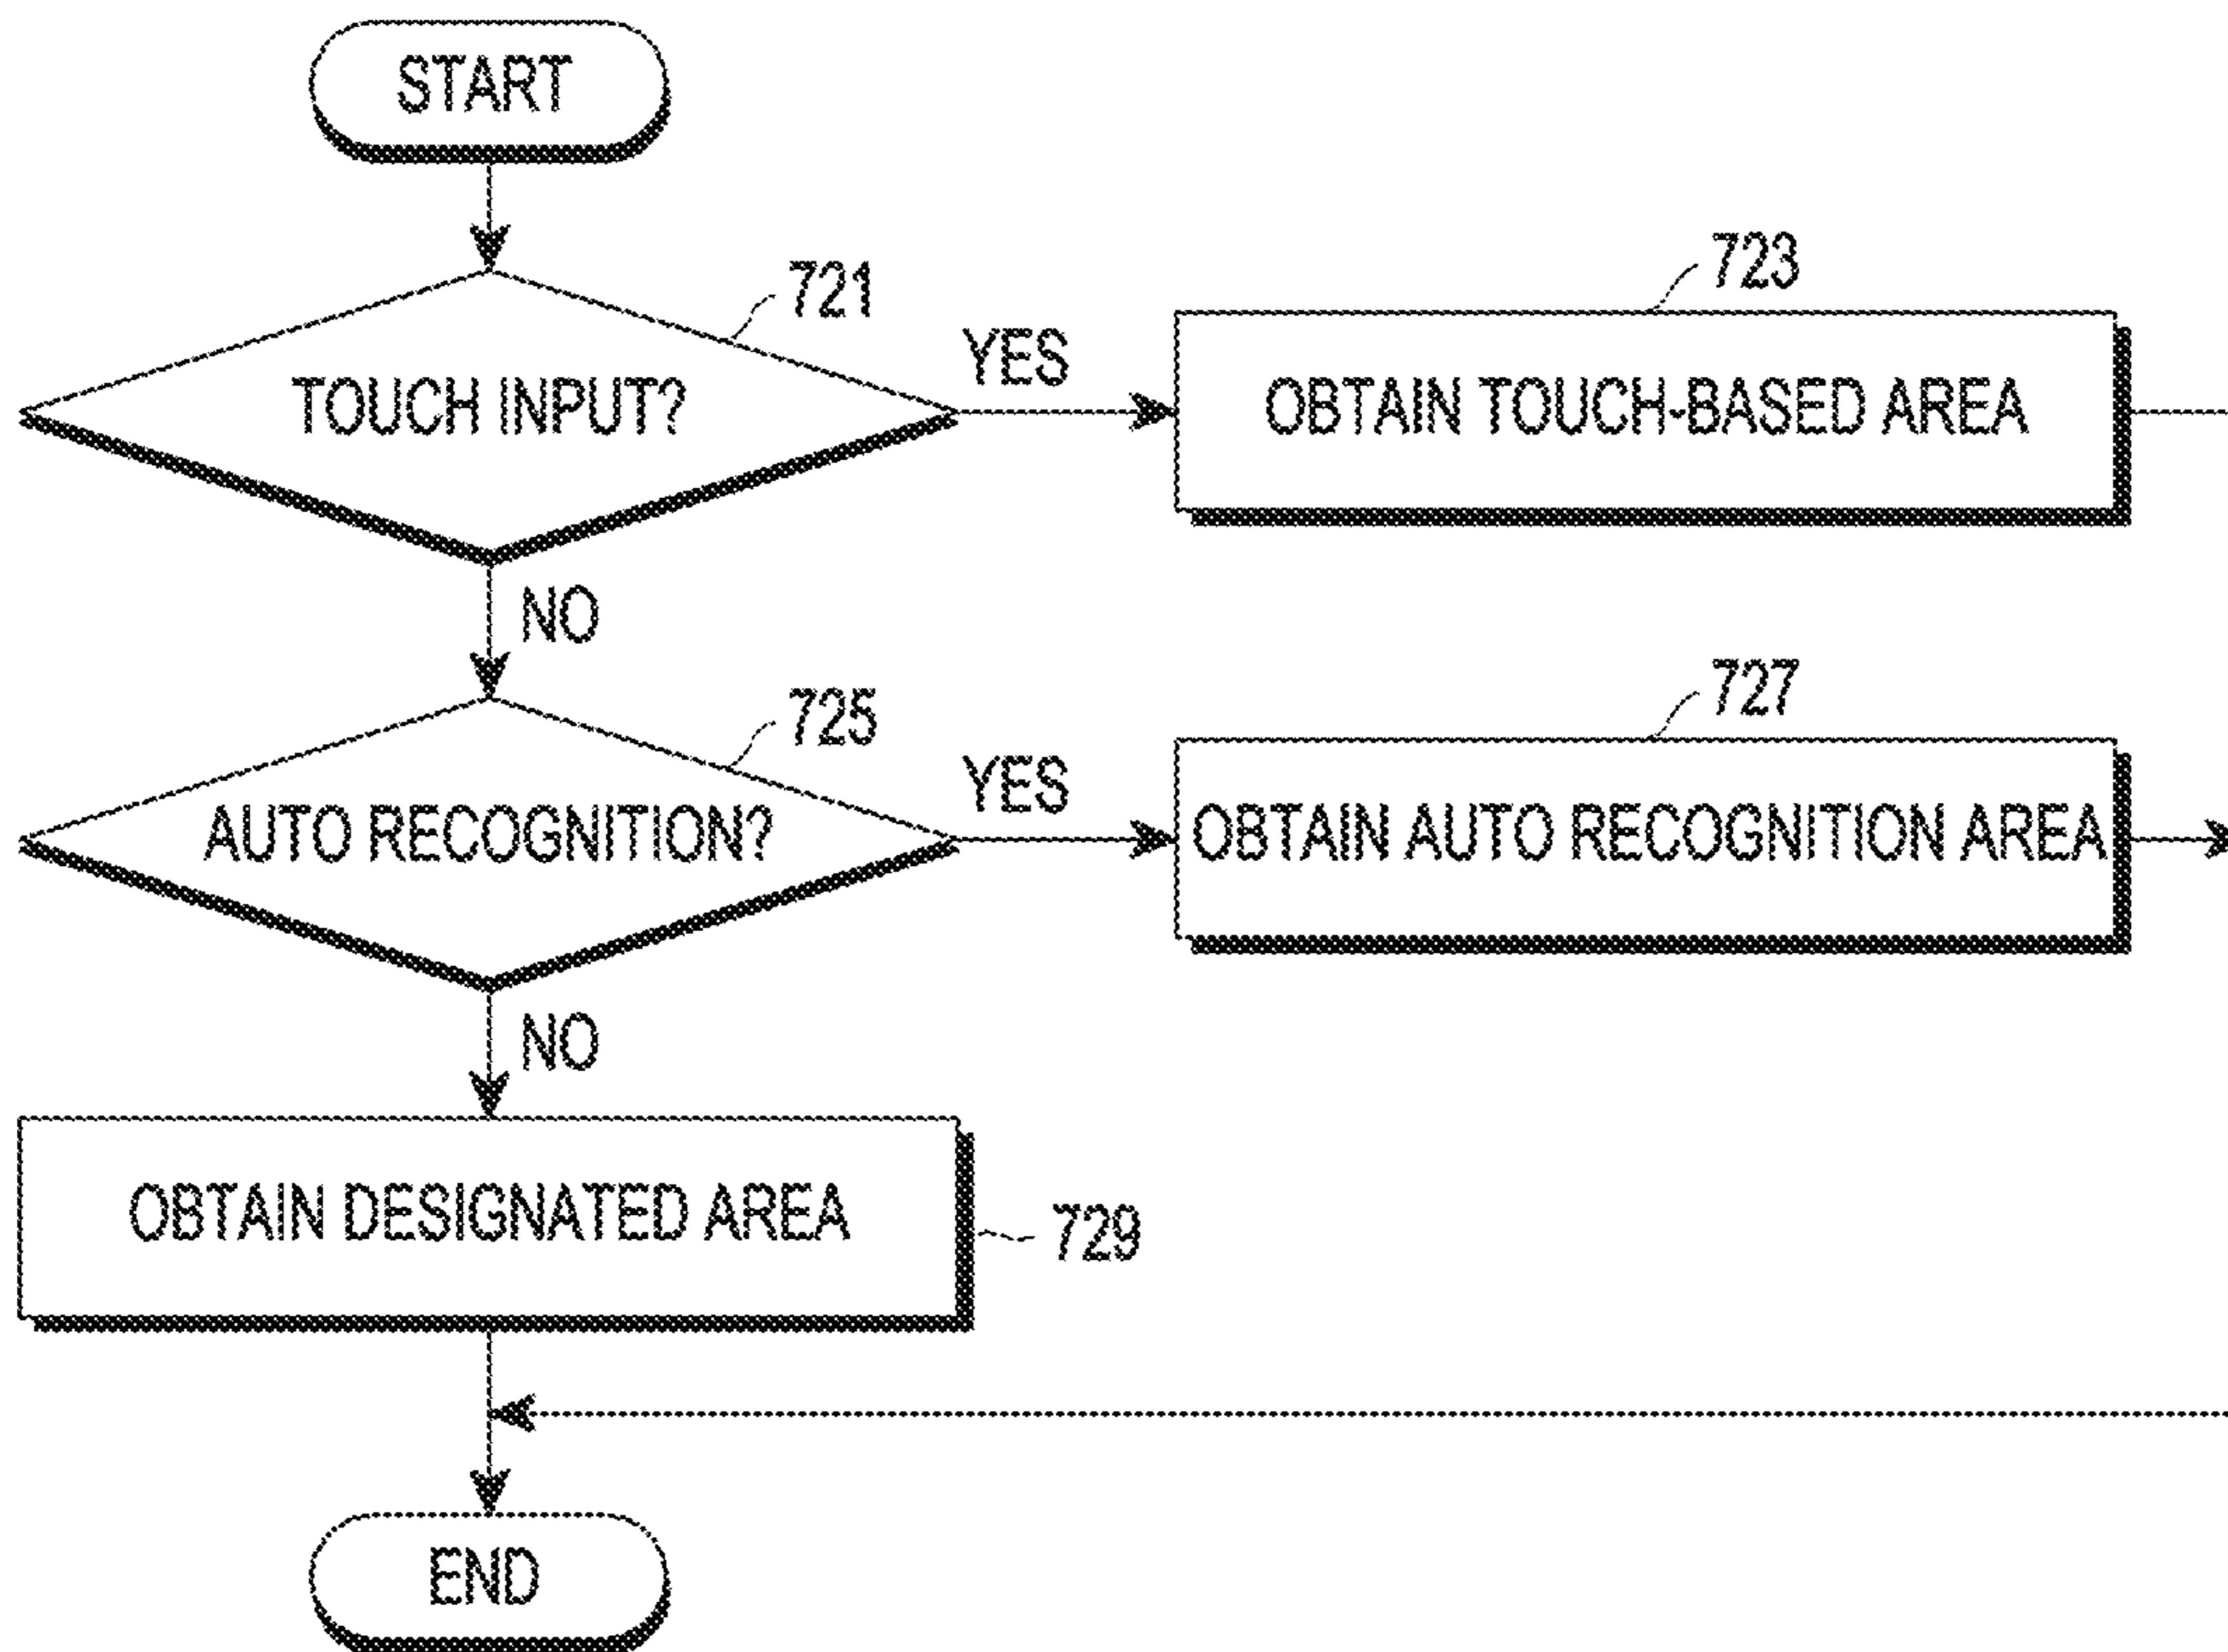 START
721
TOUCH INPUT?
YES
723
OBTAIN TOUCH-BASED AREA
NO
725
AUTO RECOGNITION?
YES
727
OBTAIN AUTO RECOGNITION AREA
NO
OBTAIN DESIGNATED AREA
729
END